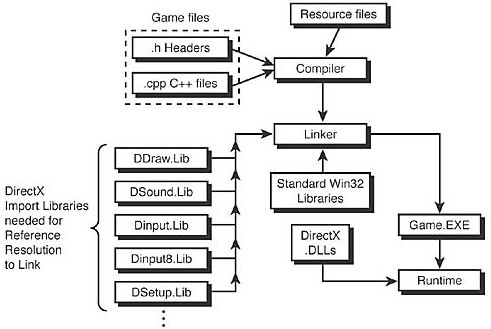 Game files
Resource files
.h Headers
.cpp C++ files
Compiler
Linker
DDraw.Lib
DSound.Lib
Dinput.Lib
Dinput8.Lib
DSetup.Lib
DirectX
Import Libraries
needed for
Reference
Resolution
to Link
Standard Win32
Libraries
DirectX
.DLLs
Game.EXE
Runtime